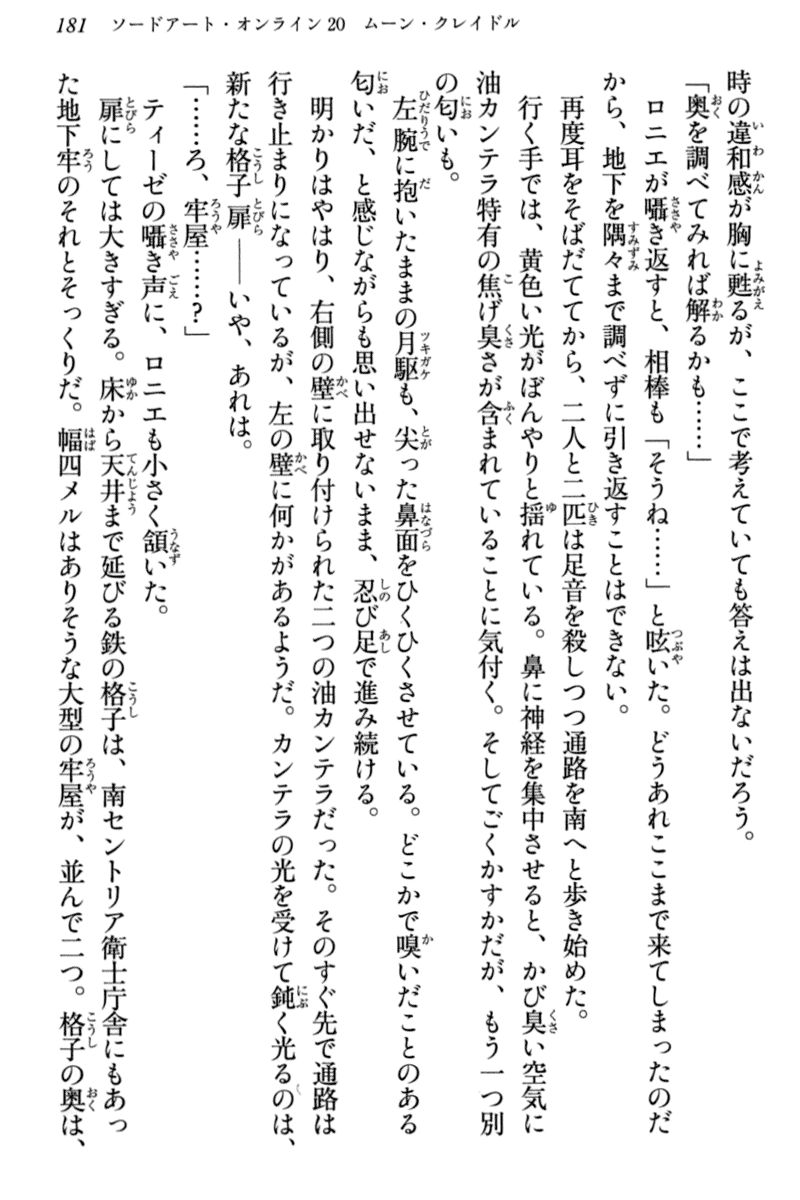 181 ソードアート・オンライン20 ムーン・クレイドル
時の違和感が胸に甦るが、ここで考えていても答えは出ないだろう。
「奥を調べてみれば解るかも……」
ロニエが囁き返すと、相棒も「そうね……」と呟いた。どうあれここまで来てしまったのだ
から、地下を隅々まで調べずに引き返すことはできない。
再度耳をそばだててから、二人と二匹は足音を殺しつつ通路を南へと歩き始めた。
行く手では、黄色い光がぼんやりと揺れている。鼻に神経を集中させると、かび臭い空気に
油カンテラ特有の焦げ臭さが含まれていることに気付く。そしてごくかすかだが、もう一つ別
の匂いも。
左腕に抱いたままの月駆も、尖った鼻面をひくひくさせている。どこかで嗅いだことのある
匂いだ、と感じながらも思い出せないまま、忍び足で進み続ける。
明かりはやはり、右側の壁に取り付けられた二つの油カンテラだった。そのすぐ先で通路は
行き止まりになっているが、左の壁に何かがあるようだ。カンテラの光を受けて鈍く光るのは、
新たな格子扉――いや、あれは。
「……ろ、牢屋……？」
ティーゼの囁き声に、ロニエも小さく頷いた。
扉にしては大きすぎる。床から天井まで延びる鉄の格子は、南セントリア衛士庁舎にもあっ
た地下牢のそれとそっくりだ。幅四メルはありそうな大型の牢屋が、並んで二つ。格子の奥は、